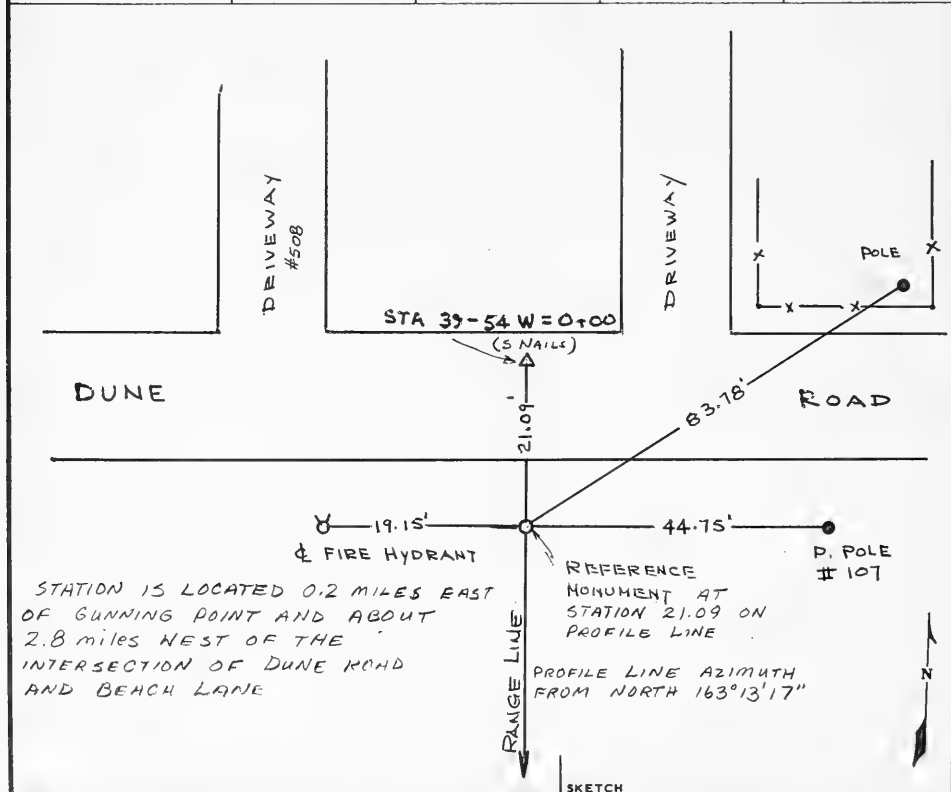 DRIVEWAY
#508
DRIVEWAY
POLE
STA 39-54 W = 0+00
(5 NAILS)
DUNE
ROAD
21.09'
83.78'
19.15'
44.75'
℄ FIRE HYDRANT
P. POLE
# 107
REFERENCE
MONUMENT AT
STATION 21.09 ON
PROFILE LINE
STATION IS LOCATED 0.2 MILES EAST
OF GUNNING POINT AND ABOUT
2.8 miles WEST OF THE
INTERSECTION OF DUNE ROAD
AND BEACH LANE
RANGE LINE
PROFILE LINE AZIMUTH
FROM NORTH 163°13'17"
N
SKETCH